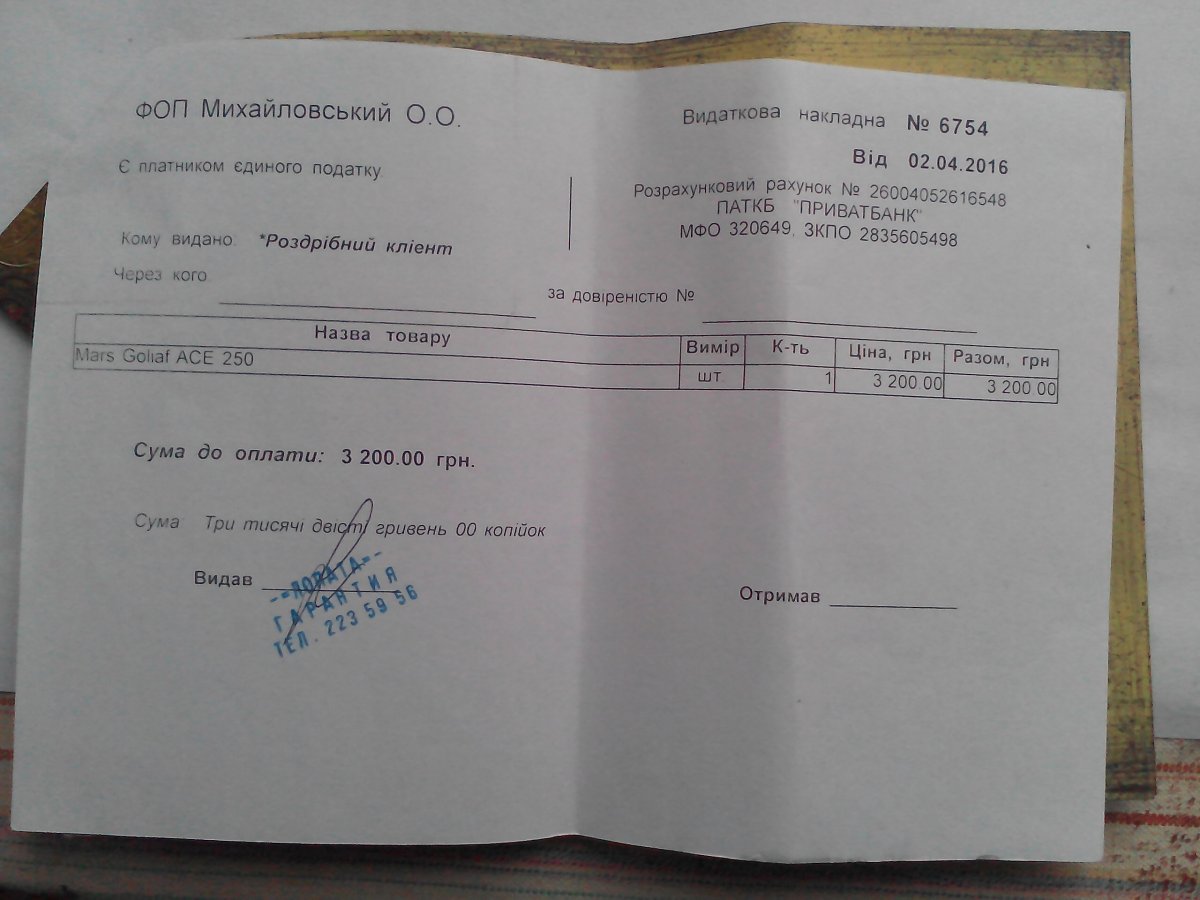 ФОП Михайловський О.О.
Є платником єдиного податку
Кому видано: *Роздрібний клієнт
Через кого
за довіреністю №
Видаткова накладна № 6754
Від 02.04.2016
Розрахунковий рахунок № 26004052616548
ПАТКБ "ПРИВАТБАНК"
МФО 320649, ЗКПО 2835605498
Назва товару Вимір К-ть Ціна, грн Разом, грн
Mars Goliaf ACE 250 шт. 1 3 200.00 3 200.00
Сума до оплати: 3 200.00 грн.
Сума Три тисячі двісті гривень 00 копійок
Видав
Отримав
-=ЛОПАТА=-
ГАРАНТИЯ
ТЕЛ. 223 59 56